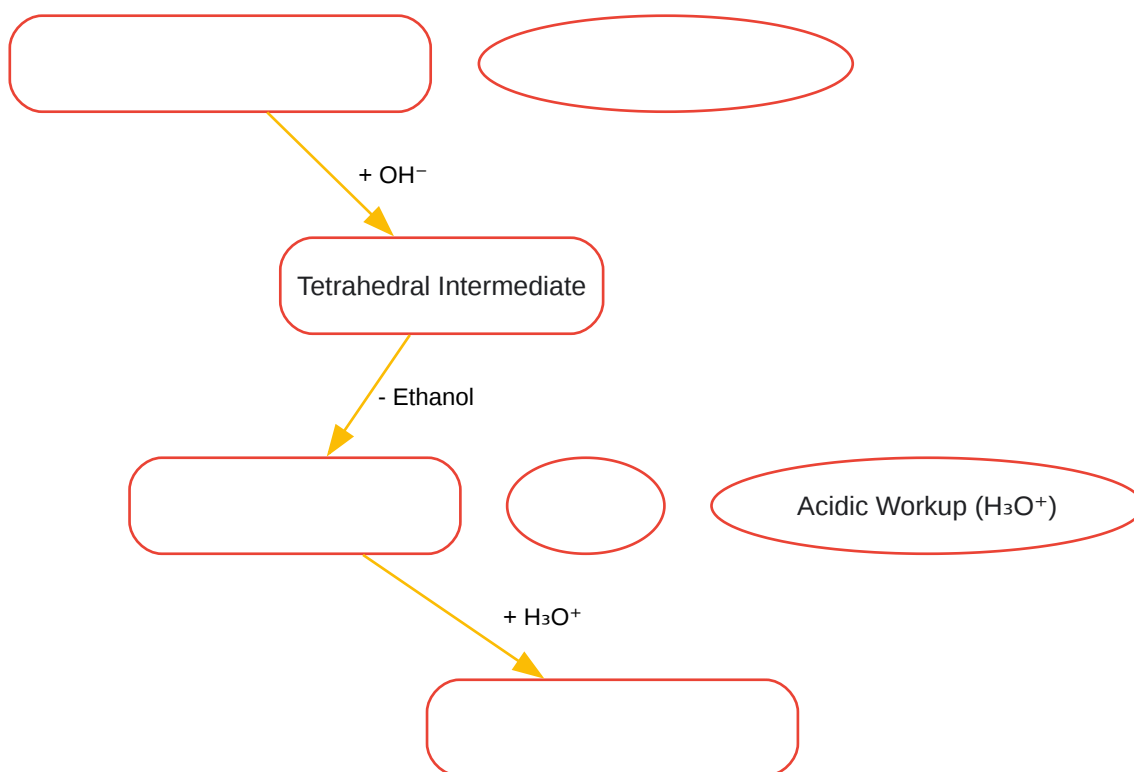 + OH⁻
Tetrahedral Intermediate
- Ethanol
Acidic Workup (H₃O⁺)
+ H₃O⁺